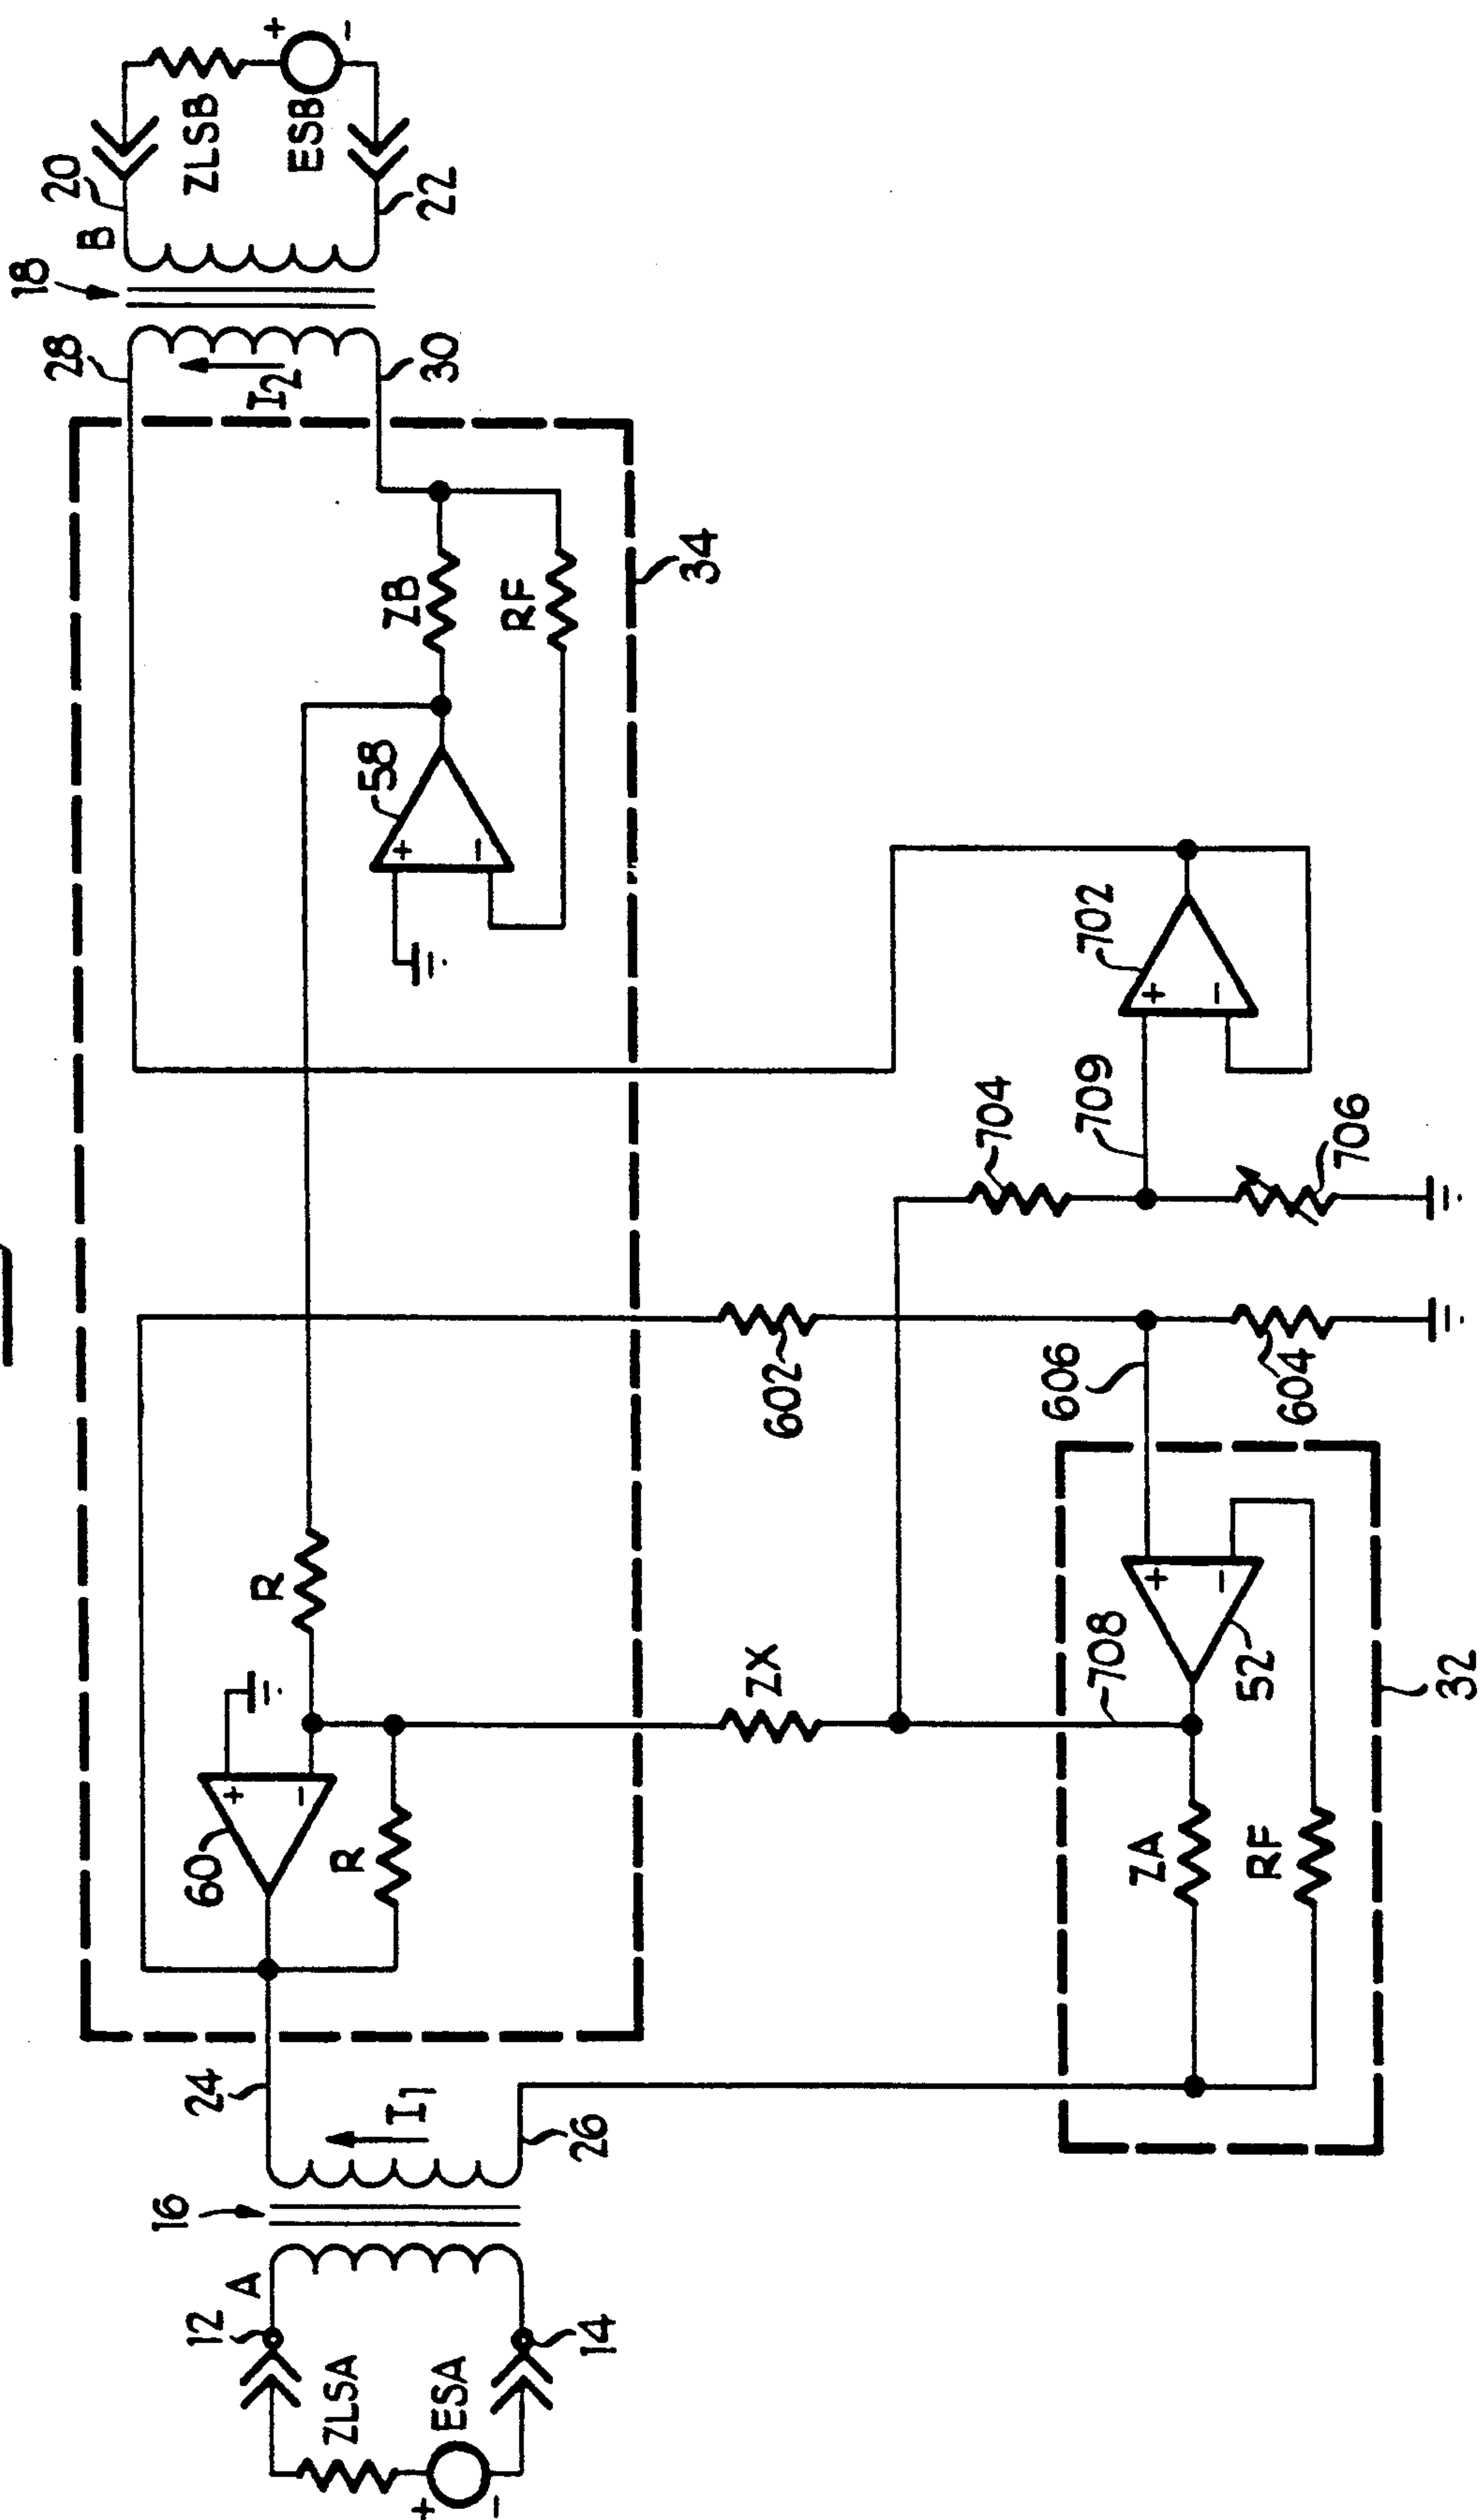 18
20
28
B
16
12
24
60
ZLSB
+
−
+
−
A
R
I2
ESB
ZLSA
R
58
+
−
ZB
I1
22
30
ESA
+
−
RF
26
14
34
ZX
602
704
606
709
702
+
−
708
ZA
+
−
52
RF
604
706
32